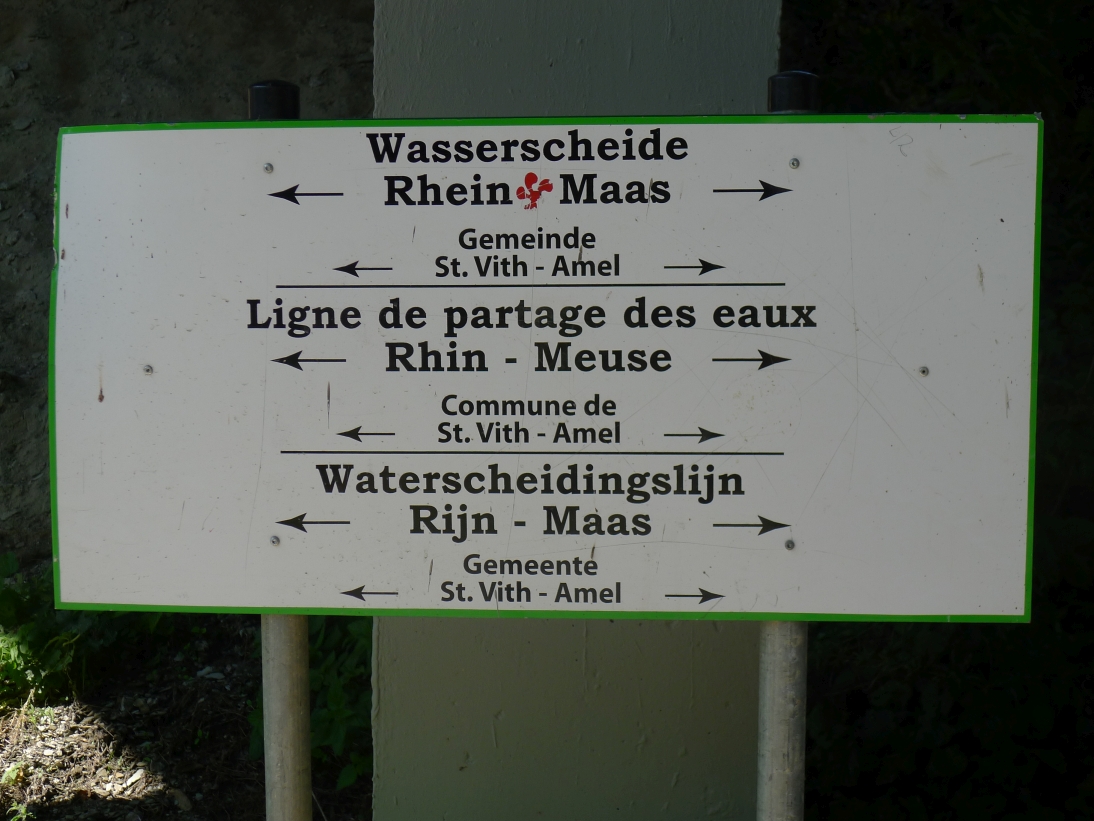 Wasserscheide
Rhein Maas
Gemeinde
St. Vith - Amel
Ligne de partage des eaux
Rhin - Meuse
Commune de
St. Vith - Amel
Waterscheidingslijn
Rijn - Maas
Gemeente
St. Vith - Amel